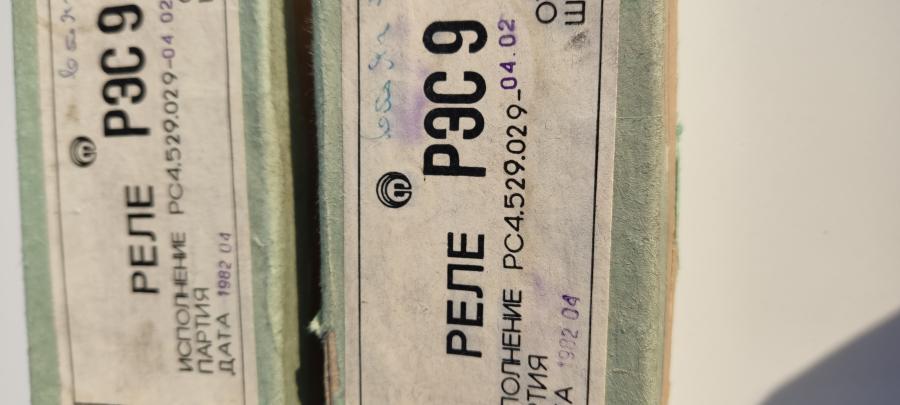 РЕЛЕ РЭС 9
ИСПОЛНЕНИЕ РС4.529.029-04.02
ПАРТИЯ
ДАТА 1982 04
РЕЛЕ РЭС 9
ПОЛНЕНИЕ РС4.529.029-04.02
ТИЯ
А 1982 04